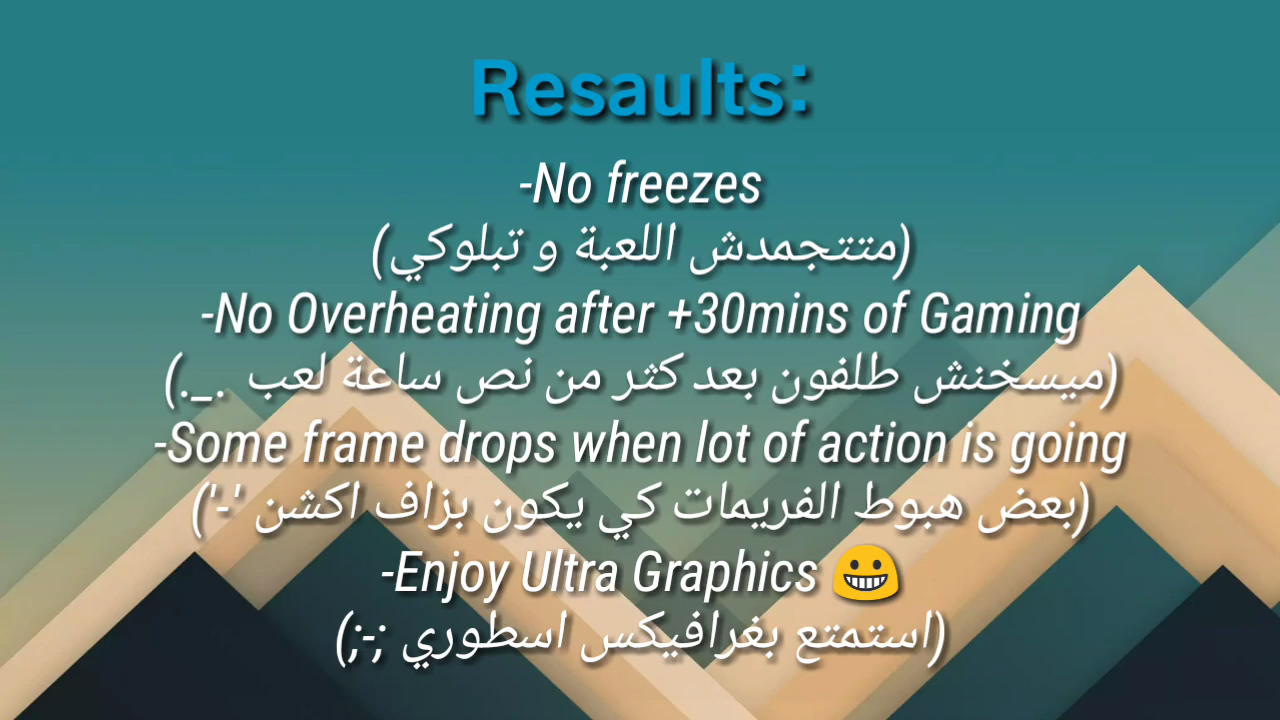 Resaults:
-No freezes
(متتجمدش اللعبة و تبلوكي)
-No Overheating after +30mins of Gaming
(ميسخنش طلفون بعد كثر من نص ساعة لعب ._.)
-Some frame drops when lot of action is going
(بعض هبوط الفريمات كي يكون بزاف اكشن '-')
-Enjoy Ultra Graphics 😀
(استمتع بغرافيكس اسطوري ;-;)